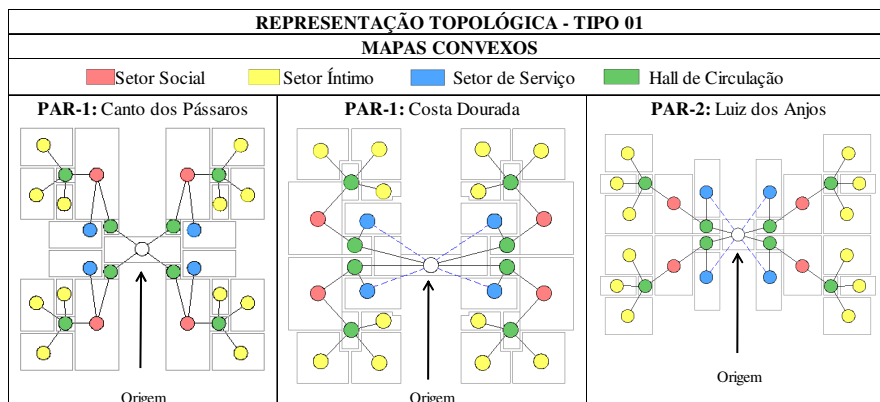 REPRESENTAÇÃO TOPOLÓGICA - TIPO 01
MAPAS CONVEXOS
Setor Social Setor Íntimo Setor de Serviço Hall de Circulação
PAR-1: Canto dos Pássaros PAR-1: Costa Dourada PAR-2: Luiz dos Anjos
Origem Origem Origem